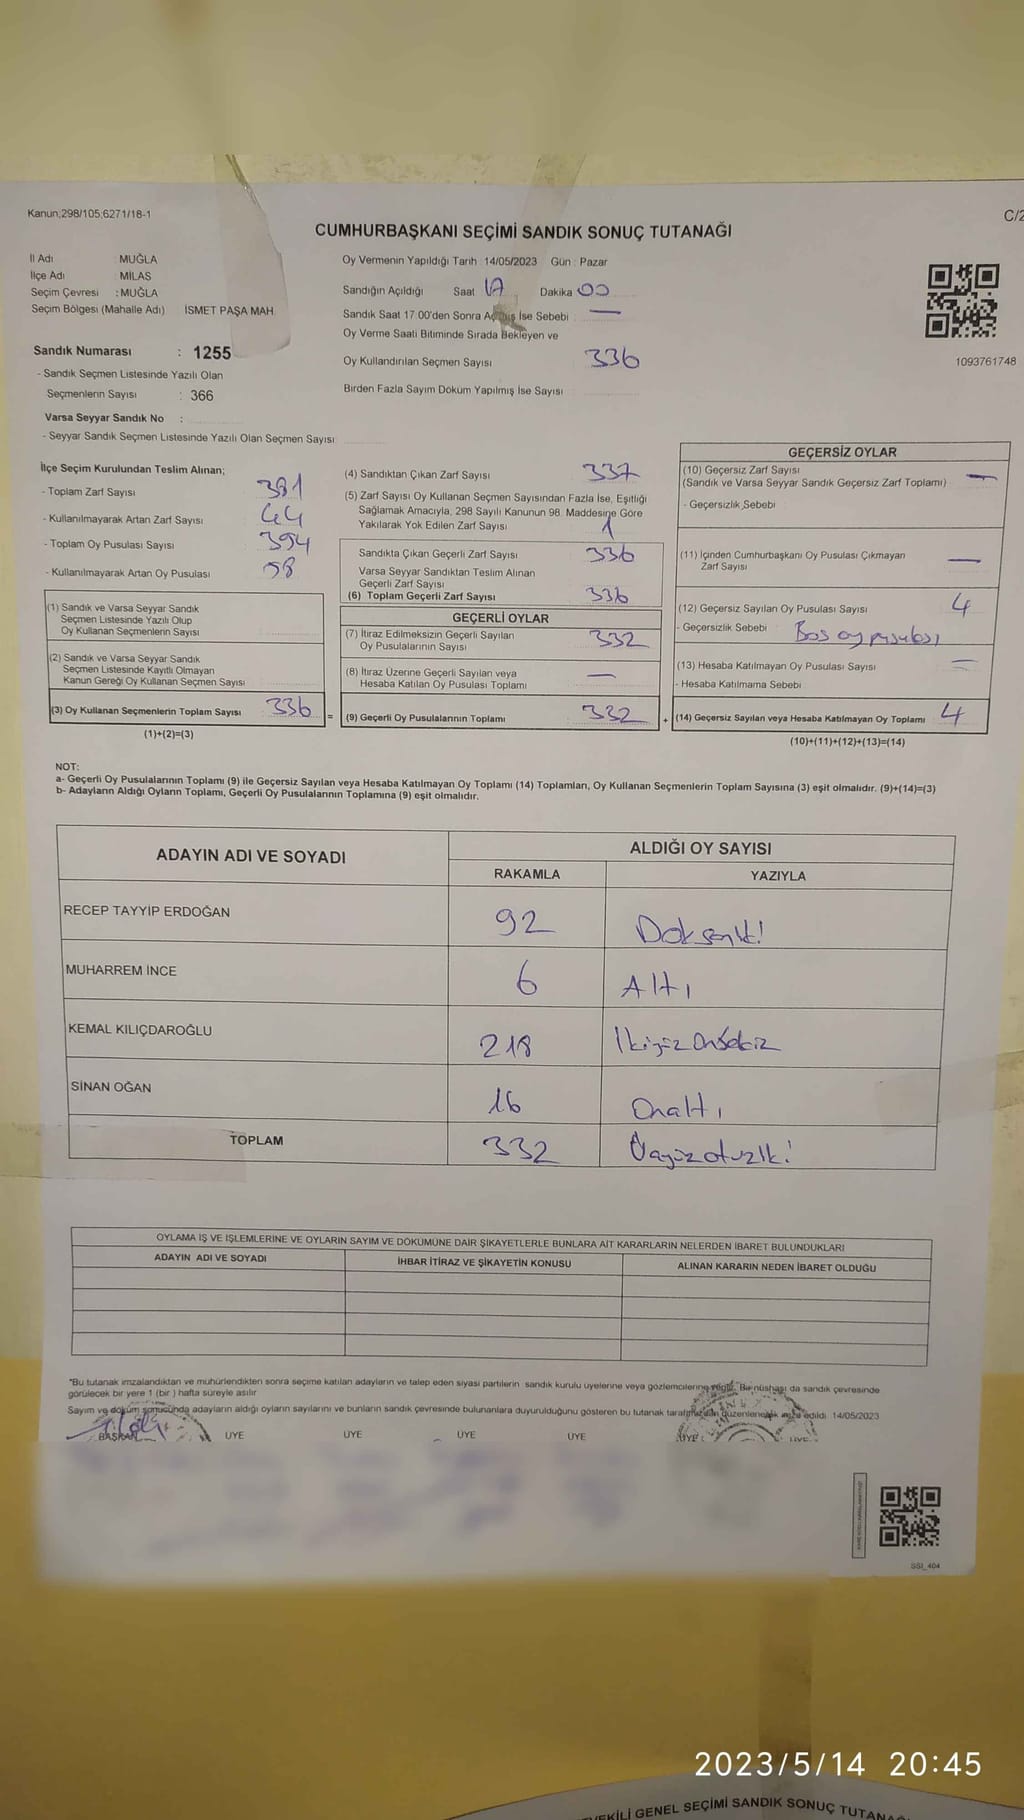 Kanun;298/105;6271/18-1
C/2
CUMHURBAŞKANI SEÇİMİ SANDIK SONUÇ TUTANAĞI
İl Adı : MUĞLA
İlçe Adı : MİLAS
Seçim Çevresi : MUĞLA
Seçim Bölgesi (Mahalle Adı) İSMET PAŞA MAH.
Oy Vermenin Yapıldığı Tarih : 14/05/2023 Gün : Pazar
Sandığın Açıldığı Saat Dakika 00
Sandık Saat 17:00'den Sonra Açılmış İse Sebebi : —
Oy Verme Saati Bitiminde Sırada Bekleyen ve
Oy Kullandırılan Seçmen Sayısı 336
Birden Fazla Sayım Döküm Yapılmış İse Sayısı
1093761748
Sandık Numarası : 1255
- Sandık Seçmen Listesinde Yazılı Olan
Seçmenlerin Sayısı : 366
Varsa Seyyar Sandık No :
- Seyyar Sandık Seçmen Listesinde Yazılı Olan Seçmen Sayısı:
İlçe Seçim Kurulundan Teslim Alınan;
- Toplam Zarf Sayısı 381
- Kullanılmayarak Artan Zarf Sayısı 44
- Toplam Oy Pusulası Sayısı 394
- Kullanılmayarak Artan Oy Pusulası 58
(1) Sandık ve Varsa Seyyar Sandık
Seçmen Listesinde Yazılı Olup
Oy Kullanan Seçmenlerin Sayısı
(2) Sandık ve Varsa Seyyar Sandık
Seçmen Listesinde Kayıtlı Olmayan
Kanun Gereği Oy Kullanan Seçmen Sayısı
(3) Oy Kullanan Seçmenlerin Toplam Sayısı 336
(1)+(2)=(3)
(4) Sandıktan Çıkan Zarf Sayısı 337
(5) Zarf Sayısı Oy Kullanan Seçmen Sayısından Fazla İse, Eşitliği
Sağlamak Amacıyla, 298 Sayılı Kanunun 98. Maddesine Göre
Yakılarak Yok Edilen Zarf Sayısı 1
Sandıkta Çıkan Geçerli Zarf Sayısı 336
Varsa Seyyar Sandıktan Teslim Alınan
Geçerli Zarf Sayısı
(6) Toplam Geçerli Zarf Sayısı 336
GEÇERLİ OYLAR
(7) İtiraz Edilmeksizin Geçerli Sayılan
Oy Pusulalarının Sayısı 332
(8) İtiraz Üzerine Geçerli Sayılan veya
Hesaba Katılan Oy Pusulası Toplamı —
= (9) Geçerli Oy Pusulalarının Toplamı 332
GEÇERSİZ OYLAR
(10) Geçersiz Zarf Sayısı
(Sandık ve Varsa Seyyar Sandık Geçersiz Zarf Toplamı) —
- Geçersizlik Sebebi
(11) İçinden Cumhurbaşkanı Oy Pusulası Çıkmayan
Zarf Sayısı —
(12) Geçersiz Sayılan Oy Pusulası Sayısı 4
- Geçersizlik Sebebi Boş oy pusulası
(13) Hesaba Katılmayan Oy Pusulası Sayısı —
- Hesaba Katılmama Sebebi
+ (14) Geçersiz Sayılan veya Hesaba Katılmayan Oy Toplamı 4
(10)+(11)+(12)+(13)=(14)
NOT:
a- Geçerli Oy Pusulalarının Toplamı (9) ile Geçersiz Sayılan veya Hesaba Katılmayan Oy Toplamı (14) Toplamları, Oy Kullanan Seçmenlerin Toplam Sayısına (3) eşit olmalıdır. (9)+(14)=(3)
b- Adayların Aldığı Oyların Toplamı, Geçerli Oy Pusulalarının Toplamına (9) eşit olmalıdır.
ADAYIN ADI VE SOYADI ALDIĞI OY SAYISI
RAKAMLA YAZIYLA
RECEP TAYYİP ERDOĞAN 92 Doksaniki
MUHARREM İNCE 6 Altı
KEMAL KILIÇDAROĞLU 218 İkiyüz Onsekiz
SİNAN OĞAN 16 Onaltı
TOPLAM 332 Üçyüzotuziki
OYLAMA İŞ VE İŞLEMLERİNE VE OYLARIN SAYIM VE DÖKÜMÜNE DAİR ŞİKAYETLERLE BUNLARA AİT KARARLARIN NELERDEN İBARET BULUNDUKLARI
ADAYIN ADI VE SOYADI İHBAR İTİRAZ VE ŞİKAYETİN KONUSU ALINAN KARARIN NEDEN İBARET OLDUĞU
*Bu tutanak imzalandıktan ve mühürlendikten sonra seçime katılan adayların ve talep eden siyasi partilerin sandık kurulu üyelerine veya gözlemcilerine verilir. Bir nüshası da sandık çevresinde
görülecek bir yere 1 (bir ) hafta süreyle asılır
Sayım ve döküm sonucunda adayların aldığı oyların sayılarını ve bunların sandık çevresinde bulunanlara duyurulduğunu gösteren bu tutanak tarafımızdan düzenlenerek imza edildi. 14/05/2023
BAŞKAN ÜYE ÜYE ÜYE ÜYE ÜYE ÜYE
SSI_404
2023/5/14 20:45
VEKİLİ GENEL SEÇİMİ SANDIK SONUÇ TUTANAĞI